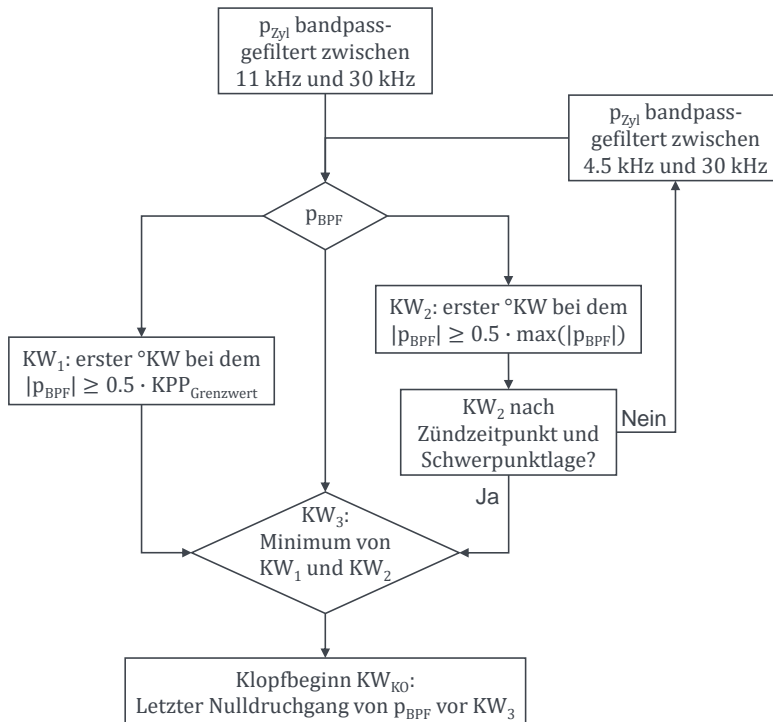 p_Zyl bandpass-
gefiltert zwischen
11 kHz und 30 kHz
p_Zyl bandpass-
gefiltert zwischen
4.5 kHz und 30 kHz
p_BPF
KW_2: erster °KW bei dem
|p_BPF| ≥ 0.5 · max(|p_BPF|)
KW_1: erster °KW bei dem
|p_BPF| ≥ 0.5 · KPP_Grenzwert
KW_2 nach
Zündzeitpunkt und
Schwerpunktlage?
Nein
Ja
KW_3:
Minimum von
KW_1 und KW_2
Klopfbeginn KW_KO:
Letzter Nulldruchgang von p_BPF vor KW_3